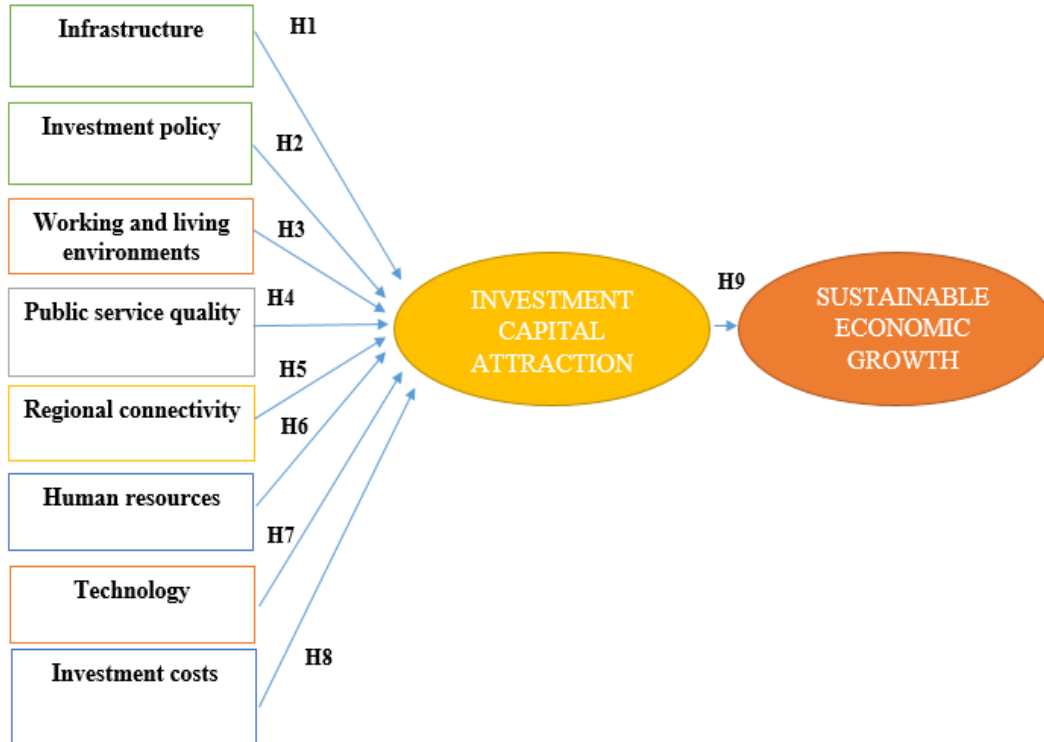 Infrastructure
H1
Investment policy
H2
Working and living
environments
H3
Public service quality
H4
Regional connectivity
H5
H6
Human resources
H7
Technology
Investment costs
H8
INVESTMENT
CAPITAL
ATTRACTION
H9
SUSTAINABLE
ECONOMIC
GROWTH